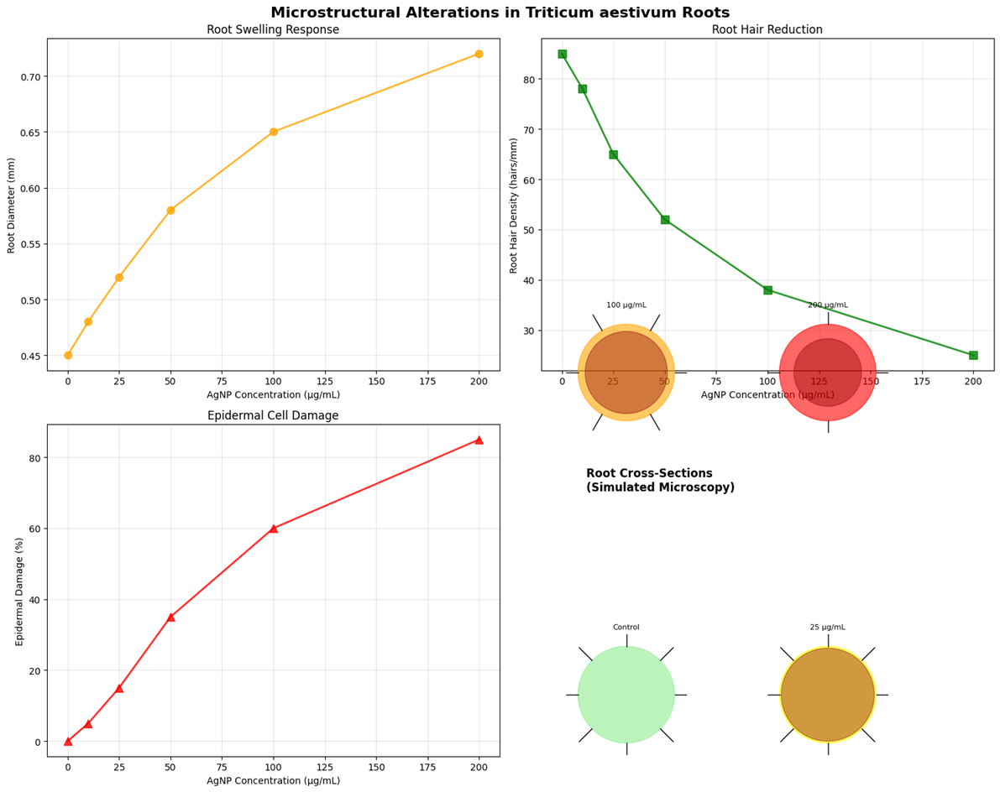 Microstructural Alterations in Triticum aestivum Roots
Root Swelling Response
Root Diameter (mm)
0.70
0.65
0.60
0.55
0.50
0.45
0 25 50 75 100 125 150 175 200
AgNP Concentration (μg/mL)
Root Hair Reduction
Root Hair Density (hairs/mm)
80
70
60
50
40
30
0 25 50 75 100 125 150 175 200
AgNP Concentration (μg/mL)
100 μg/mL
200 μg/mL
Epidermal Cell Damage
Epidermal Damage (%)
80
60
40
20
0
0 25 50 75 100 125 150 175 200
AgNP Concentration (μg/mL)
Root Cross-Sections
(Simulated Microscopy)
Control
25 μg/mL